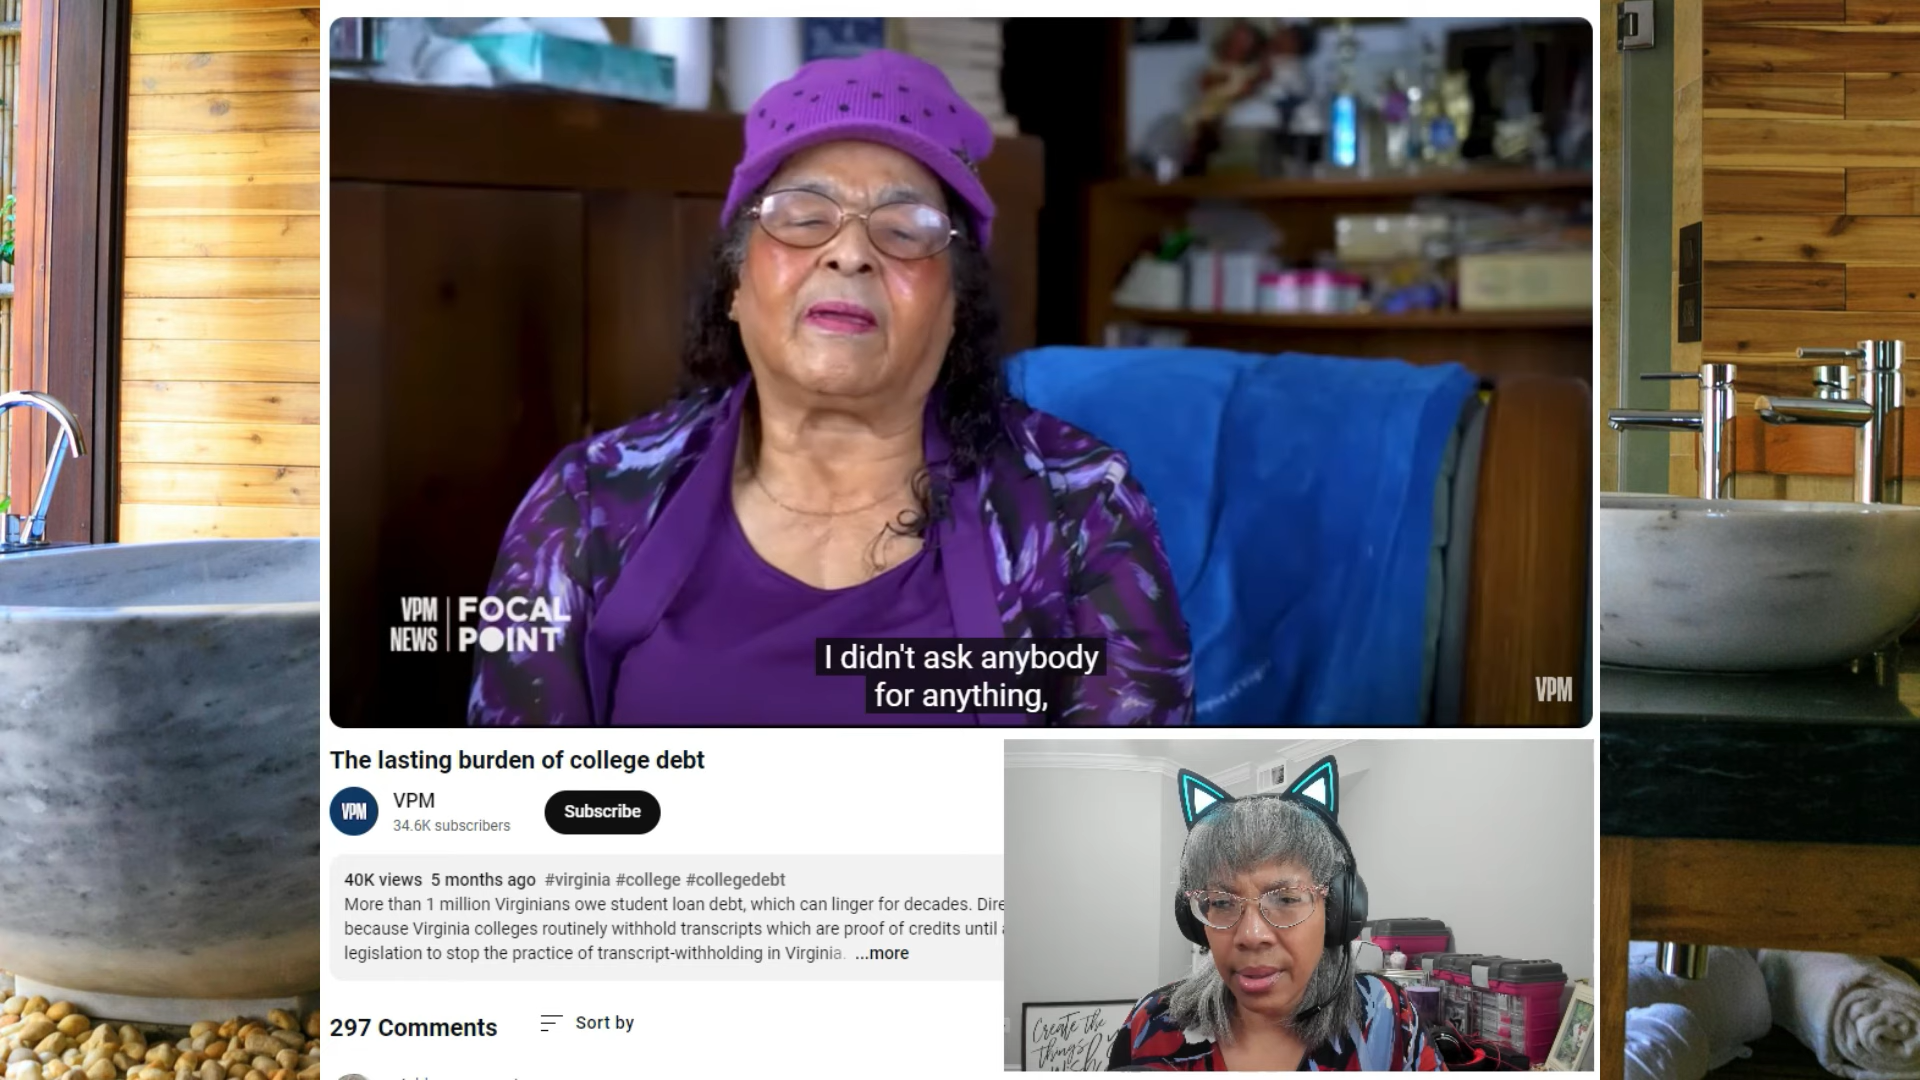 VPM NEWS | FOCAL POINT
I didn't ask anybody
for anything,
VPM
The lasting burden of college debt
VPM
VPM
34.6K subscribers
Subscribe
40K views 5 months ago #virginia #college #collegedebt
More than 1 million Virginians owe student loan debt, which can linger for decades. Dire
because Virginia colleges routinely withhold transcripts which are proof of credits until
legislation to stop the practice of transcript-withholding in Virginia. ...more
297 Comments
Sort by
Create the
things
wish